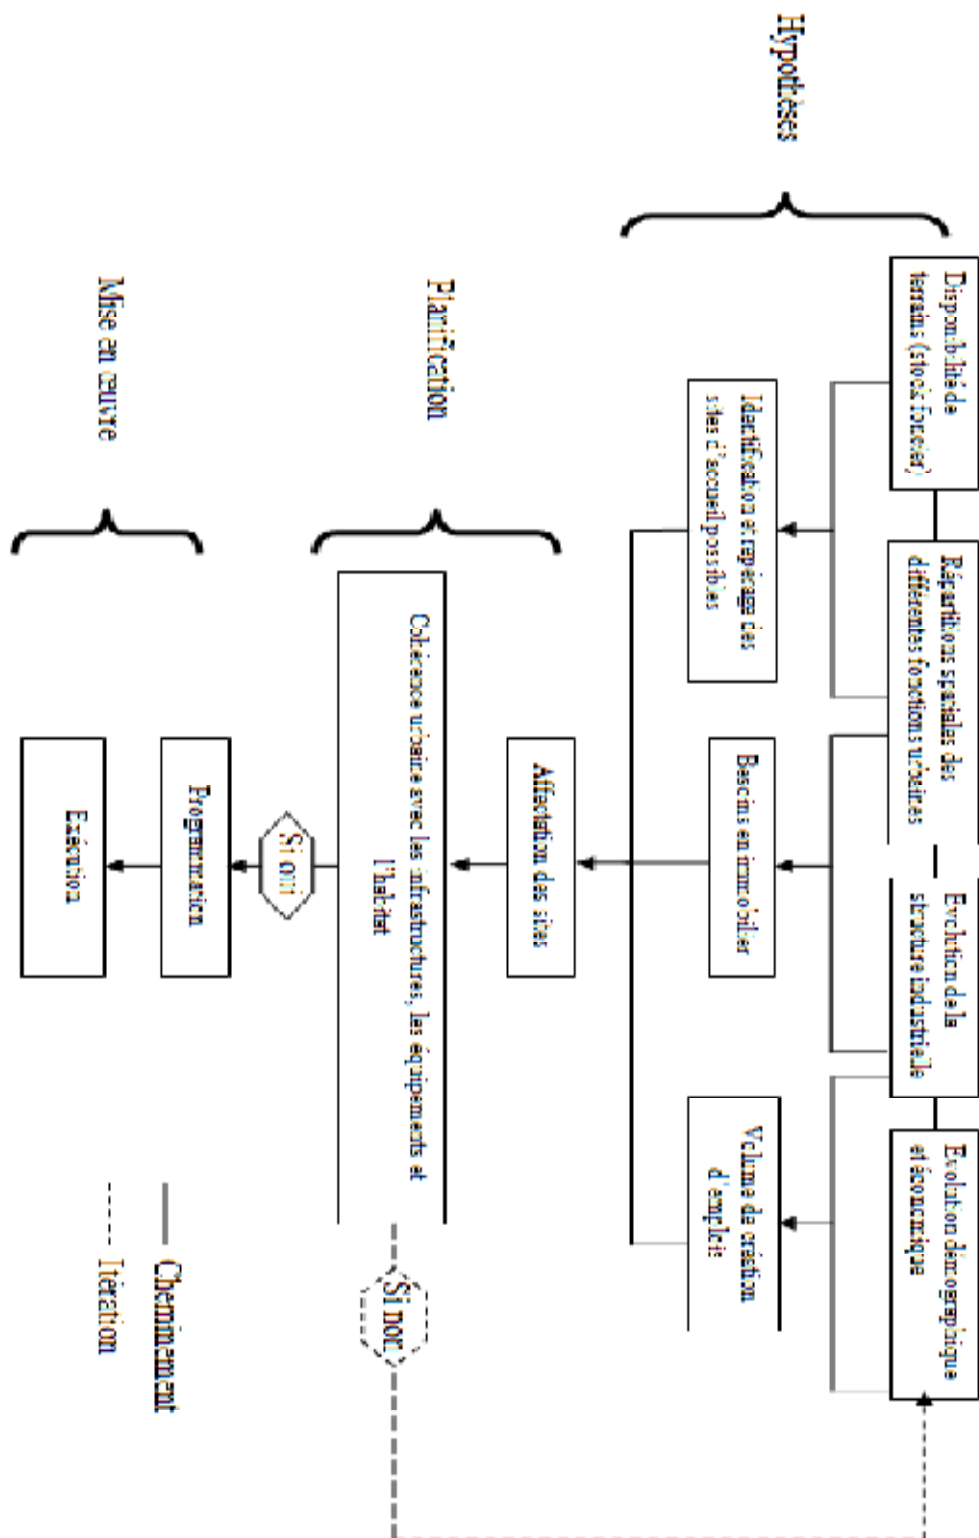 Hypothèses
Disponibilité de
terrains (stock foncier)
Répartitions spatiales des
différentes fonctions urbaines
Evolution de la
structure industrielle
Evolution démographique
et économique
Identification et repérage des
sites d'accueil possibles
Besoins en immobilier
Volume de création
d'emplois
Planification
Affectation des sites
Cohérence urbaine avec les infrastructures, les équipements et
l'habitat
Si non
Si oui
Mise en œuvre
Programmation
Exécution
Cheminement
Itération